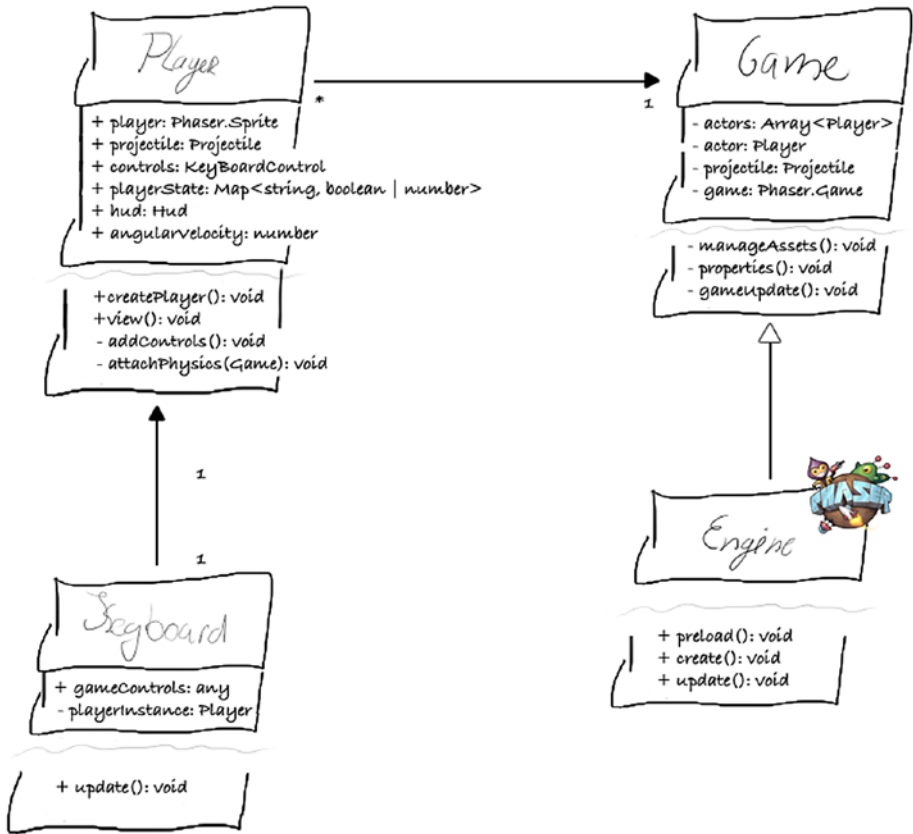 Player
+ player: Phaser.Sprite
+ projectile: Projectile
+ controls: KeyBoardControl
+ playerState: Map<string, boolean | number>
+ hud: Hud
+ angularVelocity: number
+createPlayer(): void
+view(): void
- addControls(): void
- attachPhysics(Game): void
*
1
Game
- actors: Array<Player>
- actor: Player
- projectile: Projectile
- game: Phaser.Game
- manageAssets(): void
- properties(): void
- gameUpdate(): void
1
1
Keyboard
+ gameControls: any
- playerInstance: Player
+ update(): void
PHASER
Engine
+ preload(): void
+ create(): void
+ update(): void